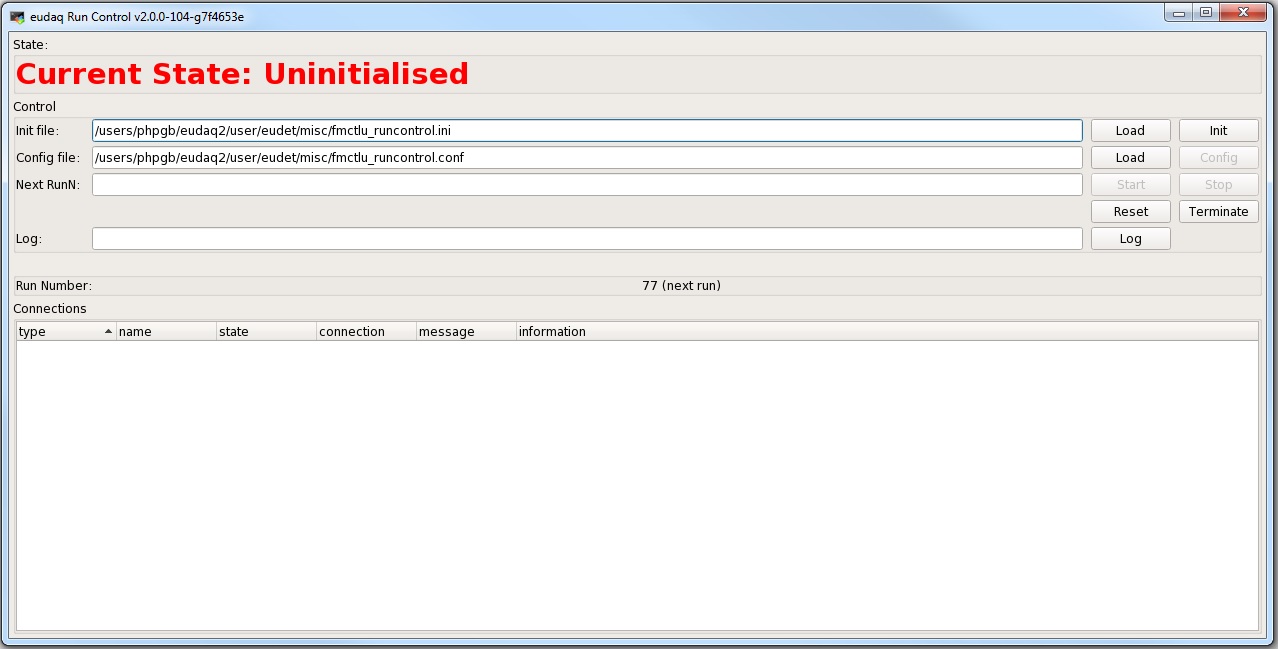 eudaq Run Control v2.0.0-104-g7f4653e
State:
Current State: Uninitialised
Control
Init file: /users/phpgb/eudaq2/user/eudet/misc/fmctlu_runcontrol.ini Load Init
Config file: /users/phpgb/eudaq2/user/eudet/misc/fmctlu_runcontrol.conf Load Config
Next RunN: Start Stop
Reset Terminate
Log: Log
Run Number: 77 (next run)
Connections
type name state connection message information